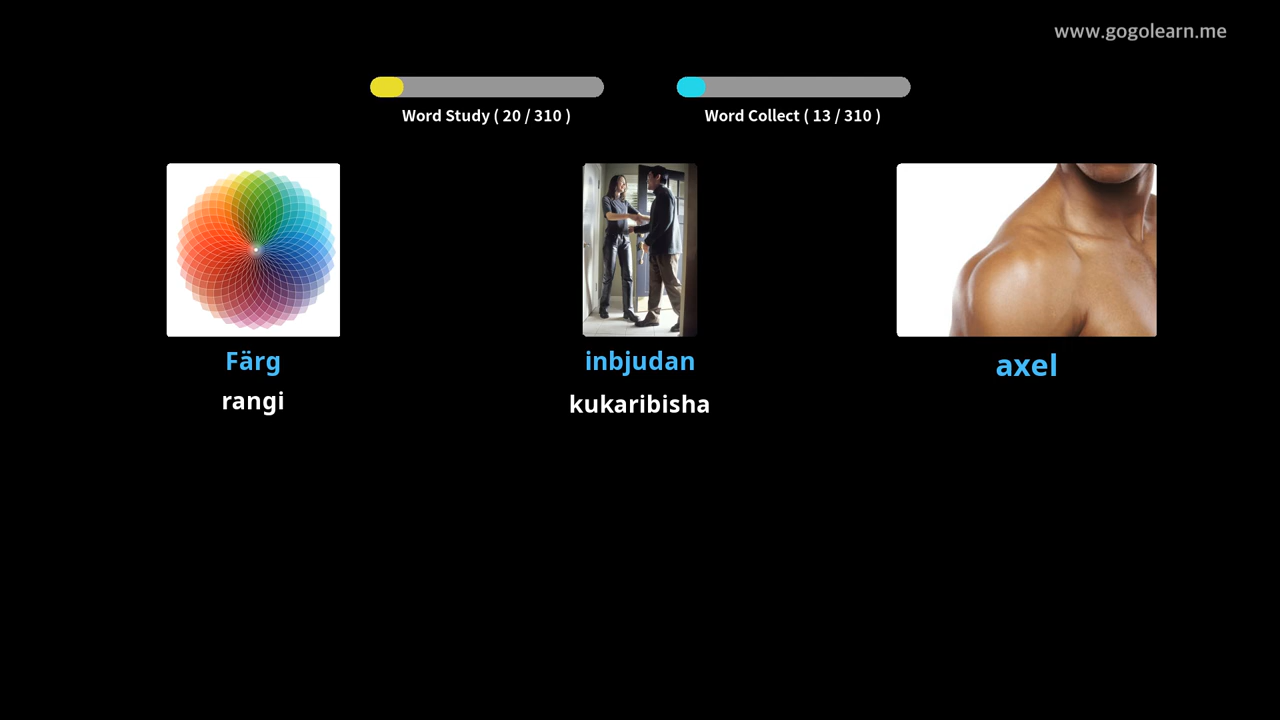 www.gogolearn.me
Word Study ( 20 / 310 )
Word Collect ( 13 / 310 )
Färg
inbjudan
axel
rangi
kukaribisha